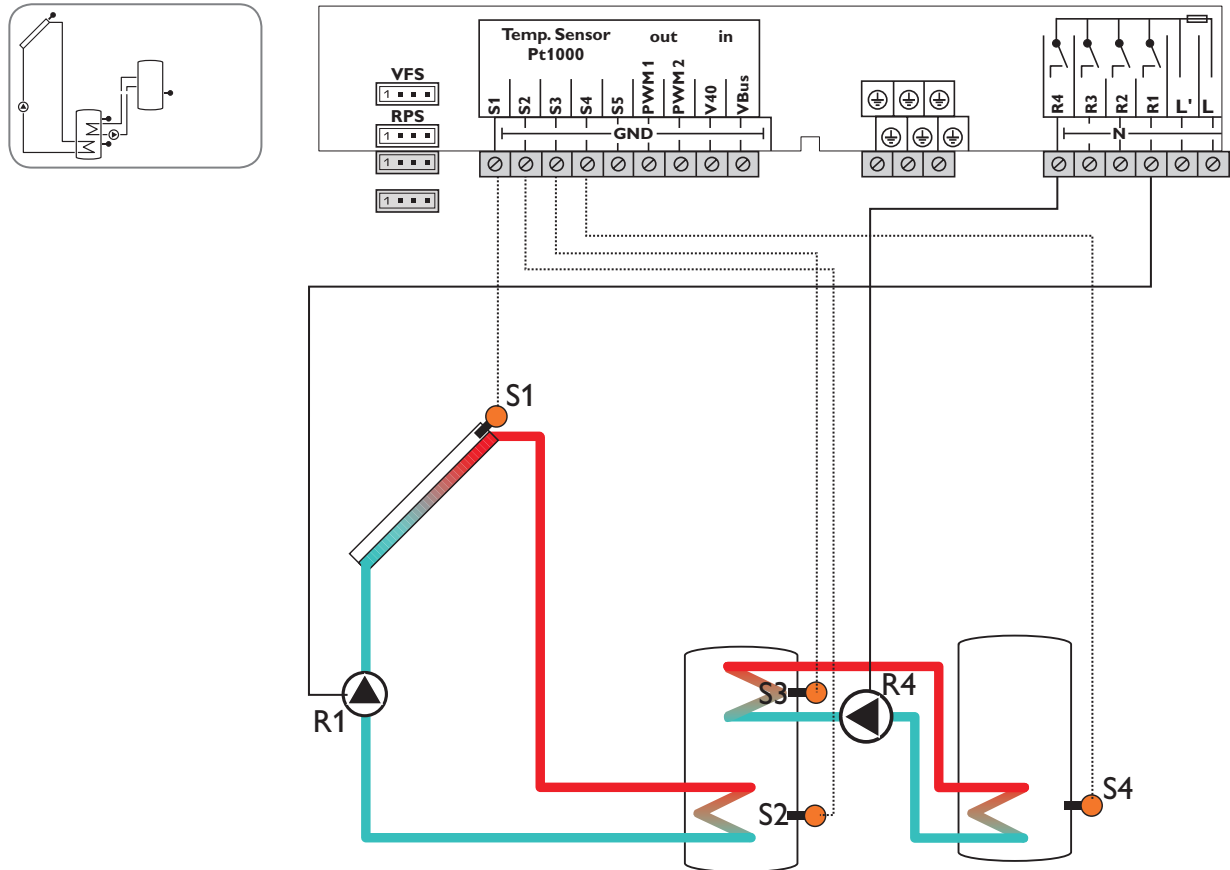 Temp. Sensor out in
Pt1000
VFS
1
RPS
1
1
1
S1 S2 S3 S4 S5 PWM 1 PWM 2 V40 VBus
GND
R4 R3 R2 R1 L' L
N
S1
R1
S3
R4
S2
S4